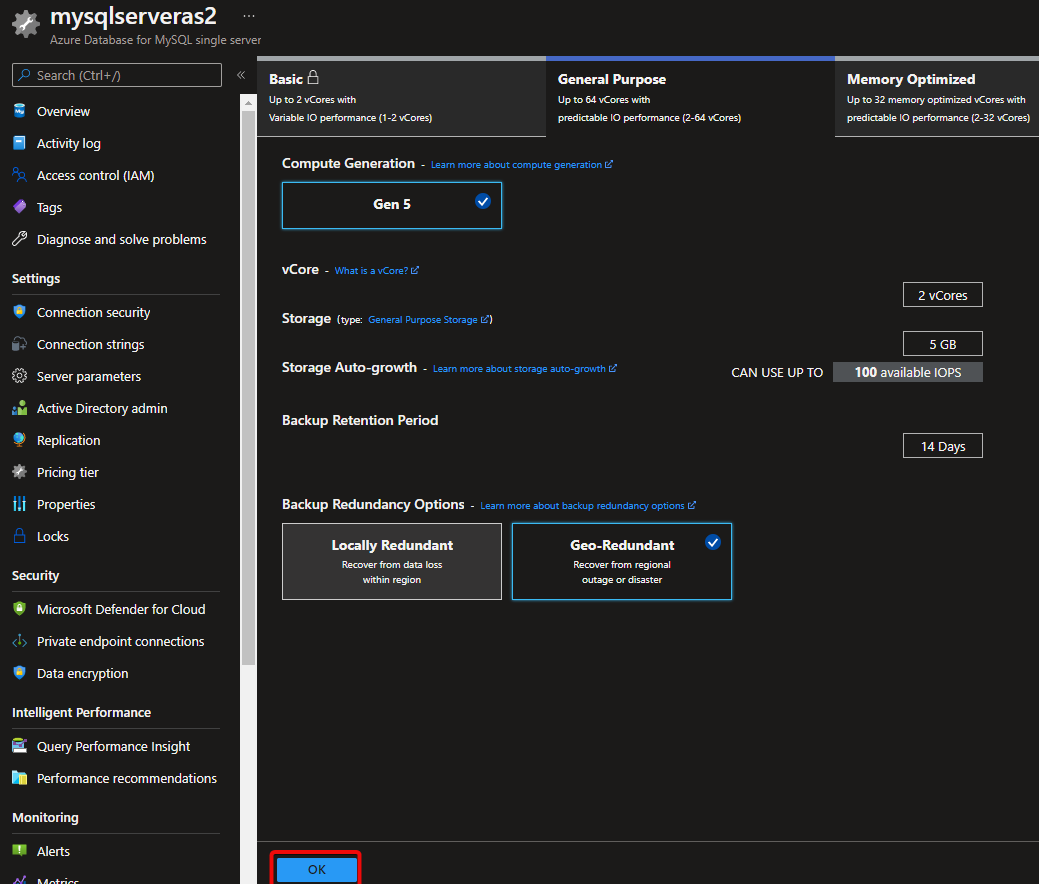 mysqlserveras2 ...
Azure Database for MySQL single server
Search (Ctrl+/)
«
Overview
Activity log
Access control (IAM)
Tags
Diagnose and solve problems
Settings
Connection security
Connection strings
Server parameters
Active Directory admin
Replication
Pricing tier
Properties
Locks
Security
Microsoft Defender for Cloud
Private endpoint connections
Data encryption
Intelligent Performance
Query Performance Insight
Performance recommendations
Monitoring
Alerts
Metrics
Basic
Up to 2 vCores with
Variable IO performance (1-2 vCores)
General Purpose
Up to 64 vCores with
predictable IO performance (2-64 vCores)
Memory Optimized
Up to 32 memory optimized vCores with
predictable IO performance (2-32 vCores)
Compute Generation - Learn more about compute generation
Gen 5
vCore - What is a vCore?
2 vCores
Storage (type: General Purpose Storage)
5 GB
Storage Auto-growth - Learn more about storage auto-growth
CAN USE UP TO 100 available IOPS
Backup Retention Period
14 Days
Backup Redundancy Options - Learn more about backup redundancy options
Locally Redundant
Recover from data loss
within region
Geo-Redundant
Recover from regional
outage or disaster
OK